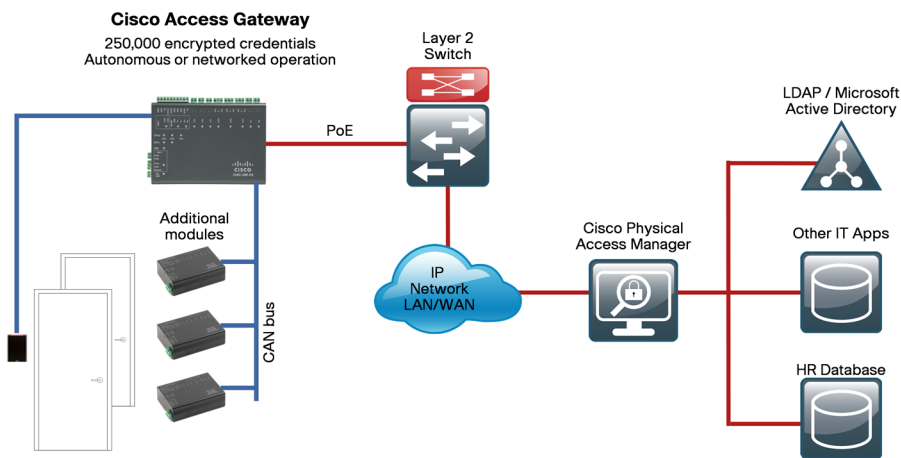 Cisco Access Gateway
250,000 encrypted credentials
Autonomous or networked operation
Layer 2
Switch
LDAP / Microsoft
Active Directory
PoE
CISCO
Additional
modules
Cisco Physical
Access Manager
Other IT Apps
IP
Network
LAN/WAN
CAN bus
HR Database